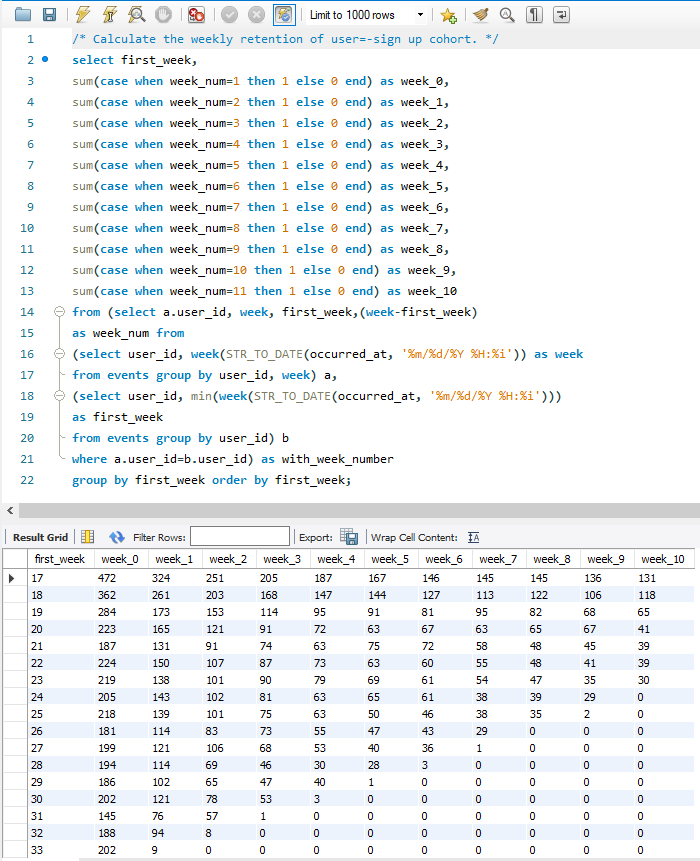 Limit to 1000 rows
1 /* Calculate the weekly retention of user=-sign up cohort. */
2 select first_week,
3 sum(case when week_num=1 then 1 else 0 end) as week_0,
4 sum(case when week_num=2 then 1 else 0 end) as week_1,
5 sum(case when week_num=3 then 1 else 0 end) as week_2,
6 sum(case when week_num=4 then 1 else 0 end) as week_3,
7 sum(case when week_num=5 then 1 else 0 end) as week_4,
8 sum(case when week_num=6 then 1 else 0 end) as week_5,
9 sum(case when week_num=7 then 1 else 0 end) as week_6,
10 sum(case when week_num=8 then 1 else 0 end) as week_7,
11 sum(case when week_num=9 then 1 else 0 end) as week_8,
12 sum(case when week_num=10 then 1 else 0 end) as week_9,
13 sum(case when week_num=11 then 1 else 0 end) as week_10
14 from (select a.user_id, week, first_week,(week-first_week)
15 as week_num from
16 (select user_id, week(STR_TO_DATE(occurred_at, '%m/%d/%Y %H:%i')) as week
17 from events group by user_id, week) a,
18 (select user_id, min(week(STR_TO_DATE(occurred_at, '%m/%d/%Y %H:%i')))
19 as first_week
20 from events group by user_id) b
21 where a.user_id=b.user_id) as with_week_number
22 group by first_week order by first_week;
Result Grid Filter Rows: Export: Wrap Cell Content: IA
first_week week_0 week_1 week_2 week_3 week_4 week_5 week_6 week_7 week_8 week_9 week_10
17 472 324 251 205 187 167 146 145 145 136 131
18 362 261 203 168 147 144 127 113 122 106 118
19 284 173 153 114 95 91 81 95 82 68 65
20 223 165 121 91 72 63 67 63 65 67 41
21 187 131 91 74 63 75 72 58 48 45 39
22 224 150 107 87 73 63 60 55 48 41 39
23 219 138 101 90 79 69 61 54 47 35 30
24 205 143 102 81 63 65 61 38 39 29 0
25 218 139 101 75 63 50 46 38 35 2 0
26 181 114 83 73 55 47 43 29 0 0 0
27 199 121 106 68 53 40 36 1 0 0 0
28 194 114 69 46 30 28 3 0 0 0 0
29 186 102 65 47 40 1 0 0 0 0 0
30 202 121 78 53 3 0 0 0 0 0 0
31 145 76 57 1 0 0 0 0 0 0 0
32 188 94 8 0 0 0 0 0 0 0 0
33 202 9 0 0 0 0 0 0 0 0 0